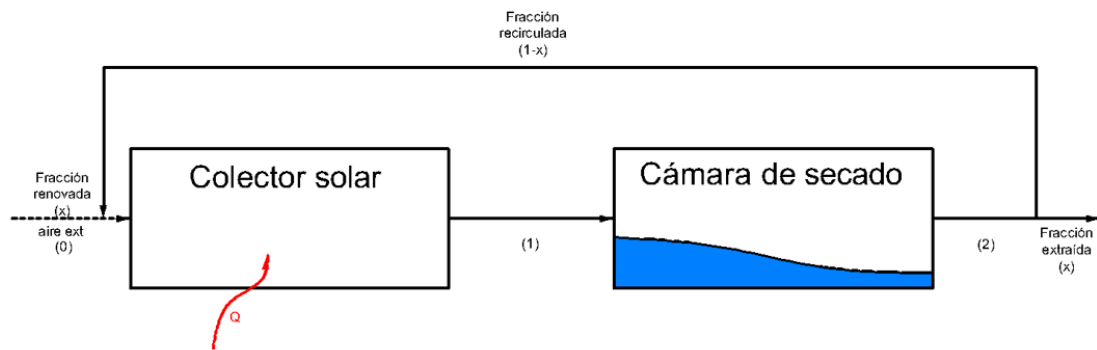 Fracción
recirculada
(1-x)
Colector solar
Cámara de secado
Fracción
renovada
(x)
aire ext
(0)
(1)
(2)
Fracción
extraída
(x)
Q